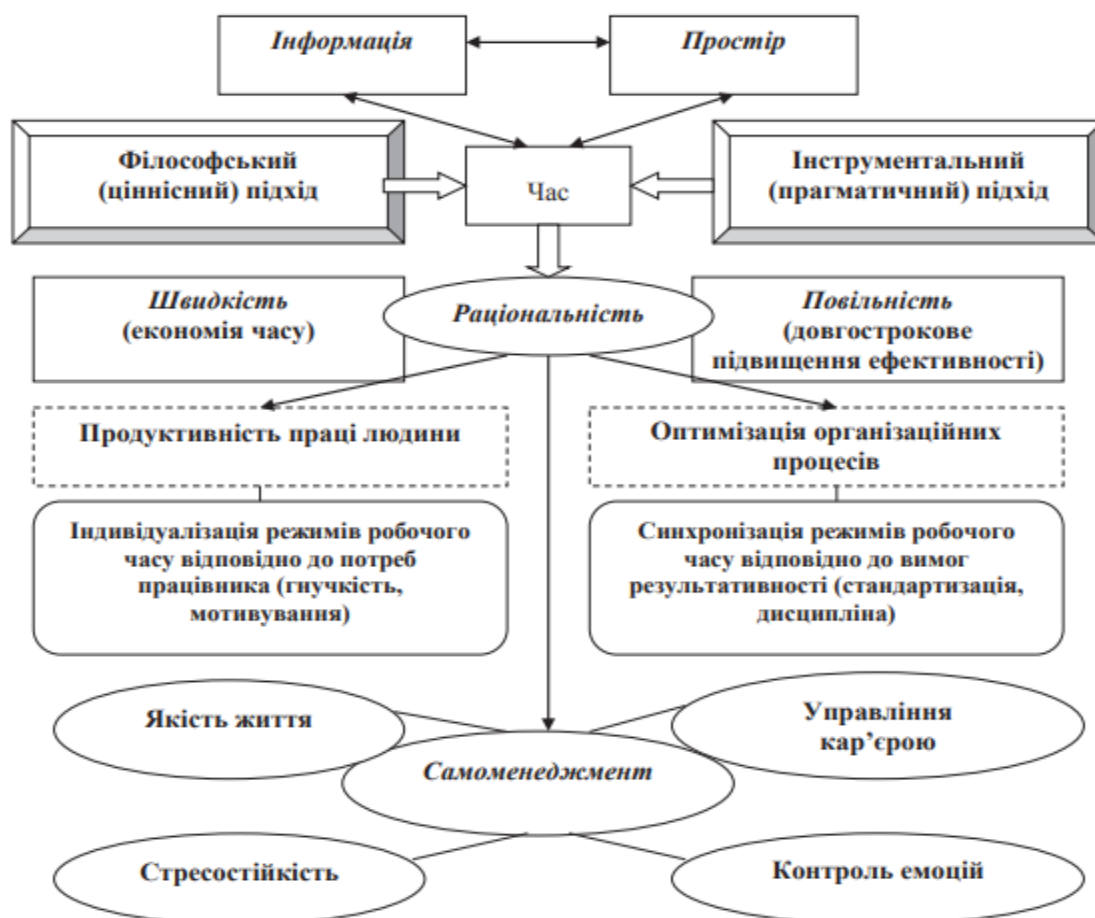 Інформація
Простір
Філософський
(ціннісний) підхід
Час
Інструментальний
(прагматичний) підхід
Швидкість
(економія часу)
Раціональність
Повільність
(довгострокове
підвищення ефективності)
Продуктивність праці людини
Оптимізація організаційних
процесів
Індивідуалізація режимів робочого
часу відповідно до потреб
працівника (гнучкість,
мотивування)
Синхронізація режимів робочого
часу відповідно до вимог
результативності (стандартизація,
дисципліна)
Якість життя
Управління
кар’єрою
Самоменеджмент
Стресостійкість
Контроль емоцій